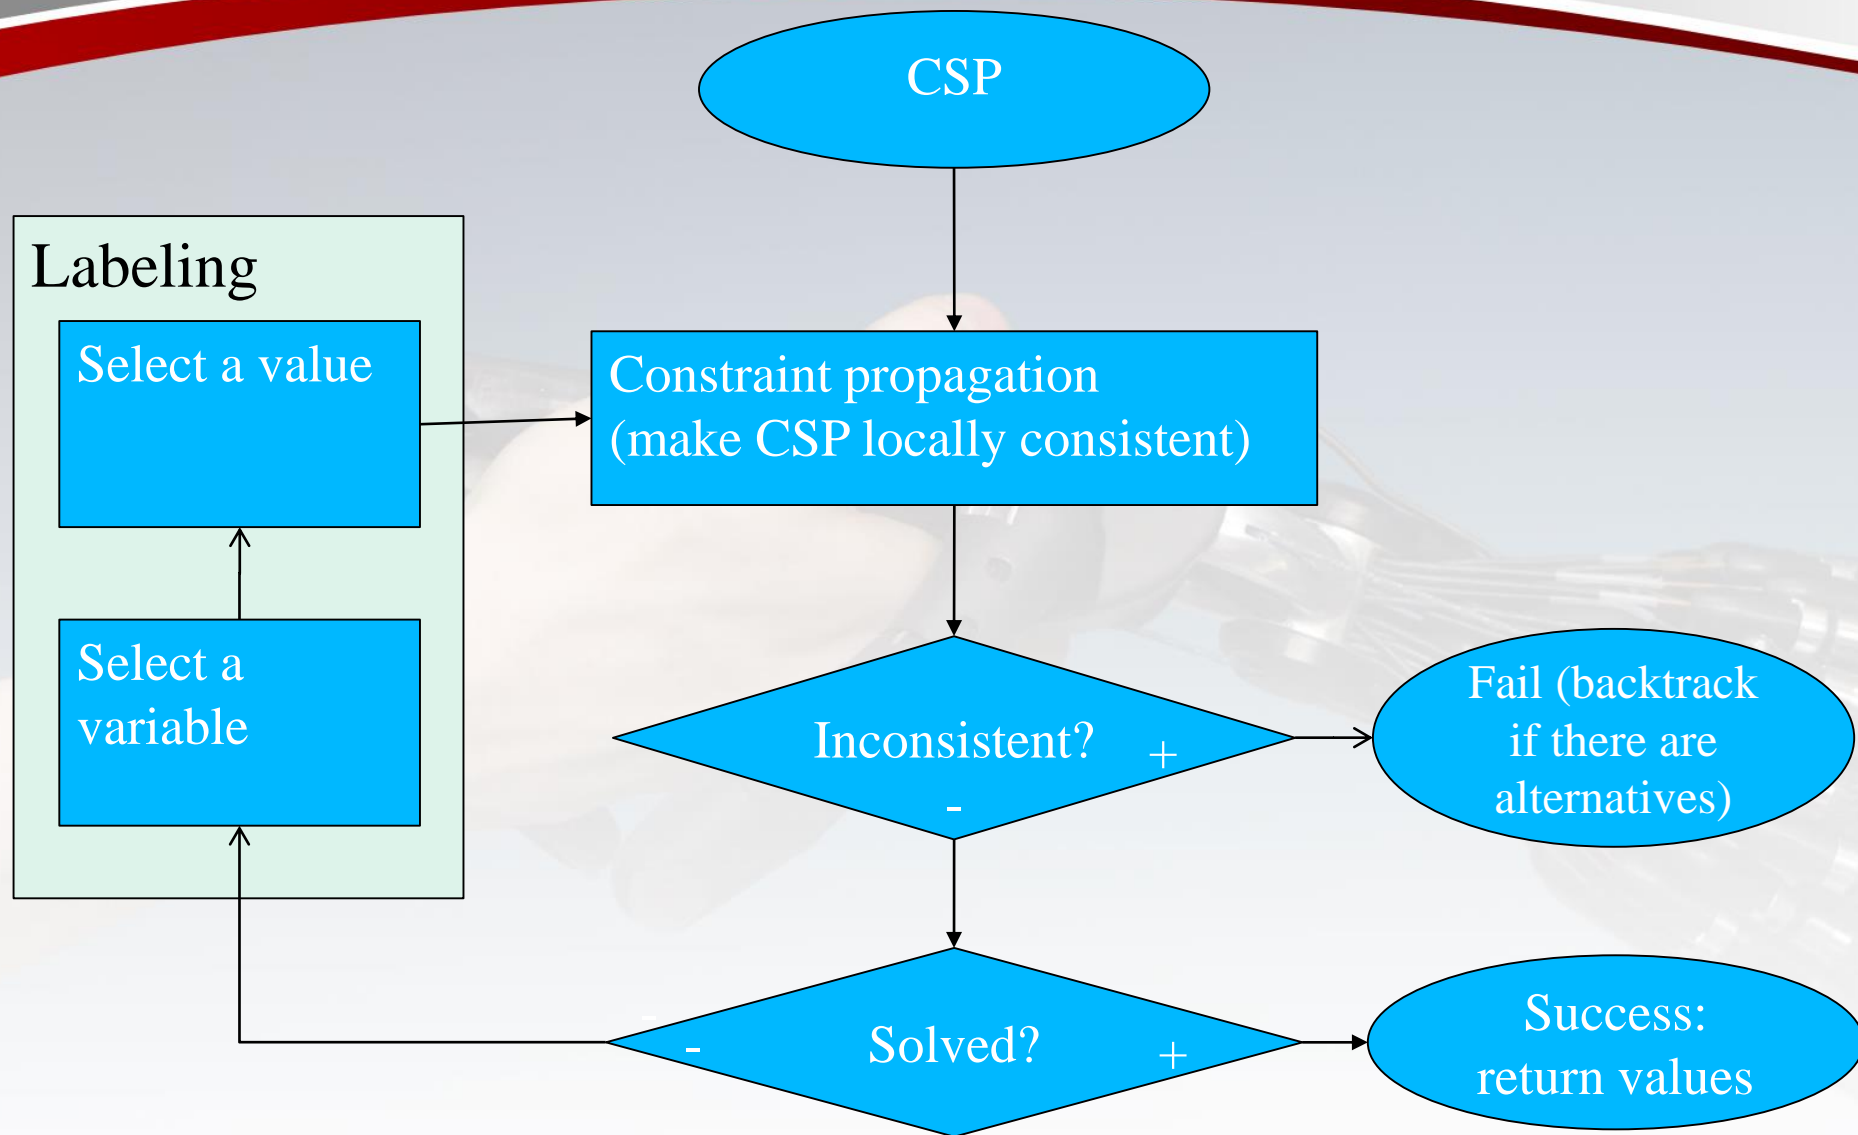 CSP
Labeling
Select a value
Constraint propagation
(make CSP locally consistent)
Select a
variable
Inconsistent? +
-
Fail (backtrack
if there are
alternatives)
- Solved? +
Success:
return values